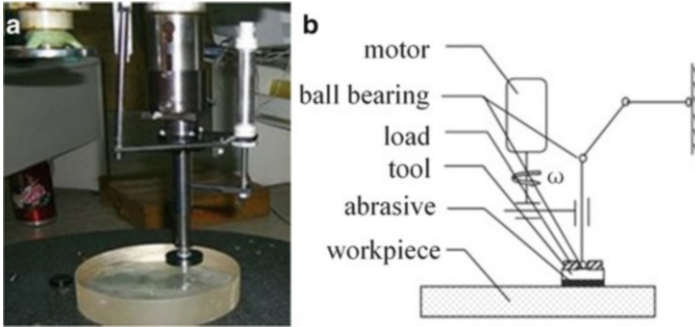 a
b
motor
ball bearing
load
tool
abrasive
workpiece
ω